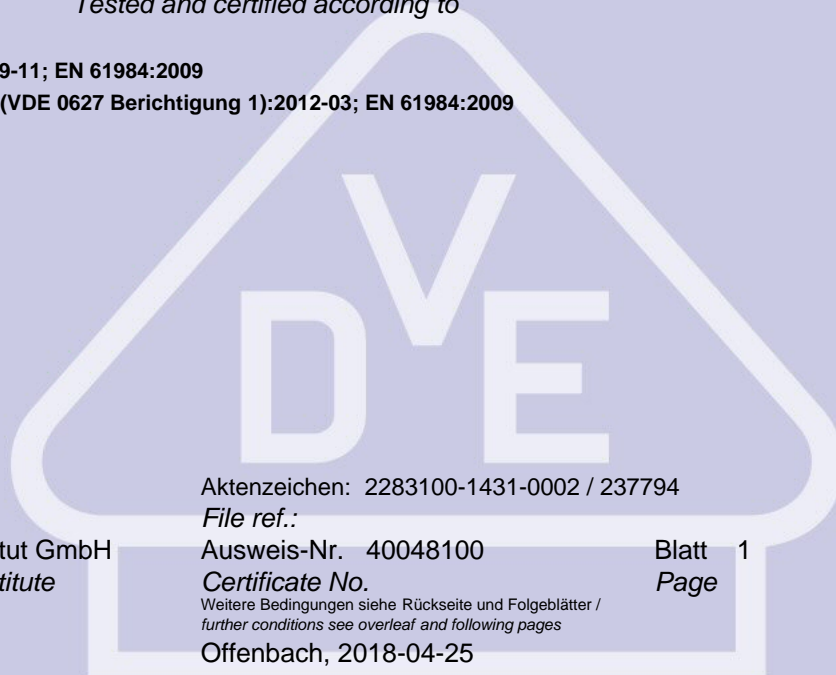 Tested and certified according to
9-11; EN 61984:2009
(VDE 0627 Berichtigung 1):2012-03; EN 61984:2009
DVE
Aktenzeichen: 2283100-1431-0002 / 237794
File ref.:
tut GmbH Ausweis-Nr. 40048100 Blatt 1
titute Certificate No. Page
Weitere Bedingungen siehe Rückseite und Folgeblätter /
further conditions see overleaf and following pages
Offenbach, 2018-04-25